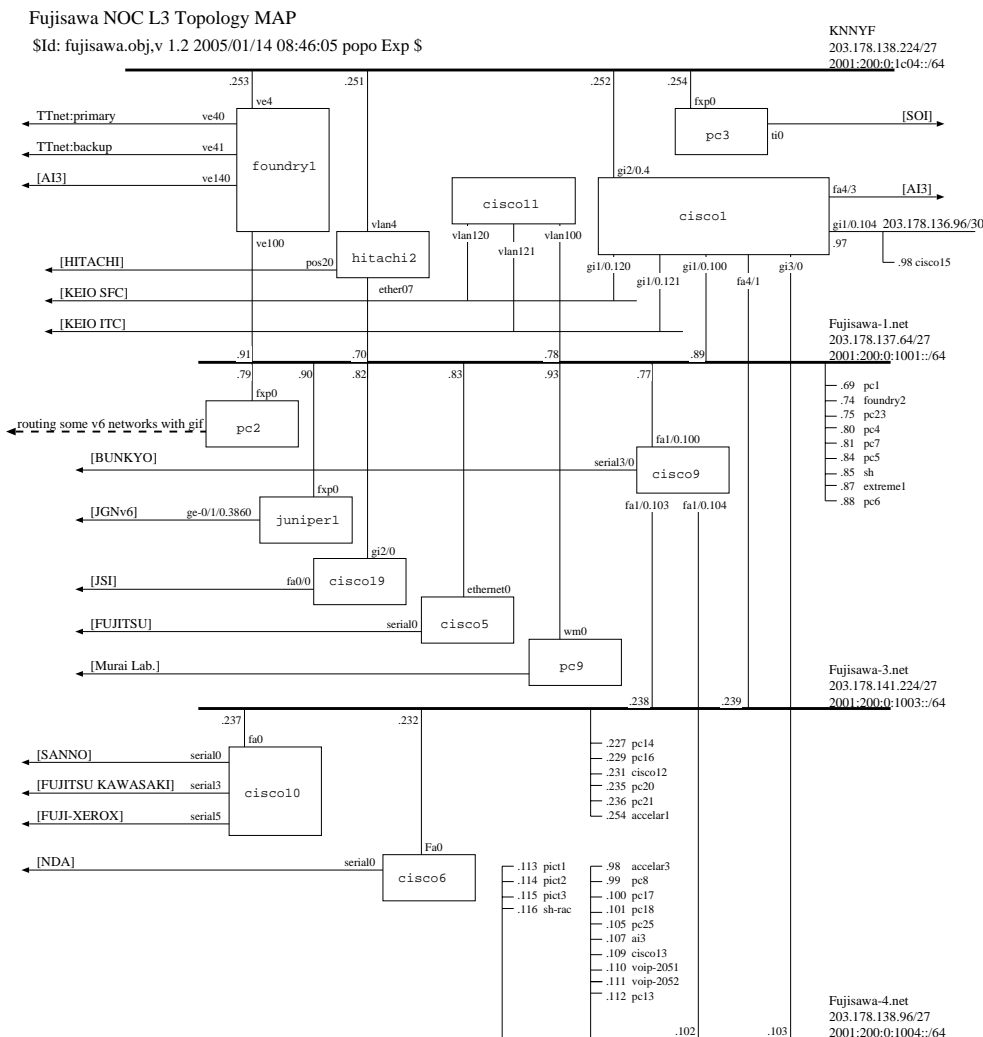 Fujisawa NOC L3 Topology MAP
$Id: fujisawa.obj,v 1.2 2005/01/14 08:46:05 popo Exp $
KNNYF
203.178.138.224/27
2001:200:0:1c04::/64
.253
.251
.252
.254
ve4
fxp0
TTnet:primary
ve40
[SOI]
pc3
ti0
TTnet:backup
ve41
foundry1
gi2/0.4
[AI3]
ve140
fa4/3
[AI3]
cisco11
cisco1
vlan4
vlan120
vlan100
gi1/0.104
203.178.136.96/30
.97
ve100
vlan121
[HITACHI]
pos20
hitachi2
gi1/0.120
gi1/0.100
gi3/0
.98 cisco15
gi1/0.121
fa4/1
ether07
[KEIO SFC]
[KEIO ITC]
Fujisawa-1.net
203.178.137.64/27
2001:200:0:1001::/64
.91
.70
.78
.89
.79
.90
.82
.83
.93
.77
.69 pc1
.74 foundry2
.75 pc23
.80 pc4
.81 pc7
.84 pc5
.85 sh
.87 extreme1
.88 pc6
fxp0
routing some v6 networks with gif
pc2
fa1/0.100
[BUNKYO]
serial3/0
cisco9
fxp0
fa1/0.103
fa1/0.104
[JGNv6]
ge-0/1/0.3860
juniper1
gi2/0
[JSI]
fa0/0
cisco19
ethernet0
[FUJITSU]
serial0
cisco5
wm0
[Murai Lab.]
pc9
Fujisawa-3.net
203.178.141.224/27
2001:200:0:1003::/64
.238
.239
.237
.232
fa0
[SANNO]
serial0
[FUJITSU KAWASAKI]
serial3
cisco10
[FUJI-XEROX]
serial5
.227 pc14
.229 pc16
.231 cisco12
.235 pc20
.236 pc21
.254 accelar1
Fa0
[NDA]
serial0
cisco6
.113 pict1
.114 pict2
.115 pict3
.116 sh-rac
.98 accelar3
.99 pc8
.100 pc17
.101 pc18
.105 pc25
.107 ai3
.109 cisco13
.110 voip-2051
.111 voip-2052
.112 pc13
Fujisawa-4.net
203.178.138.96/27
2001:200:0:1004::/64
.102
.103